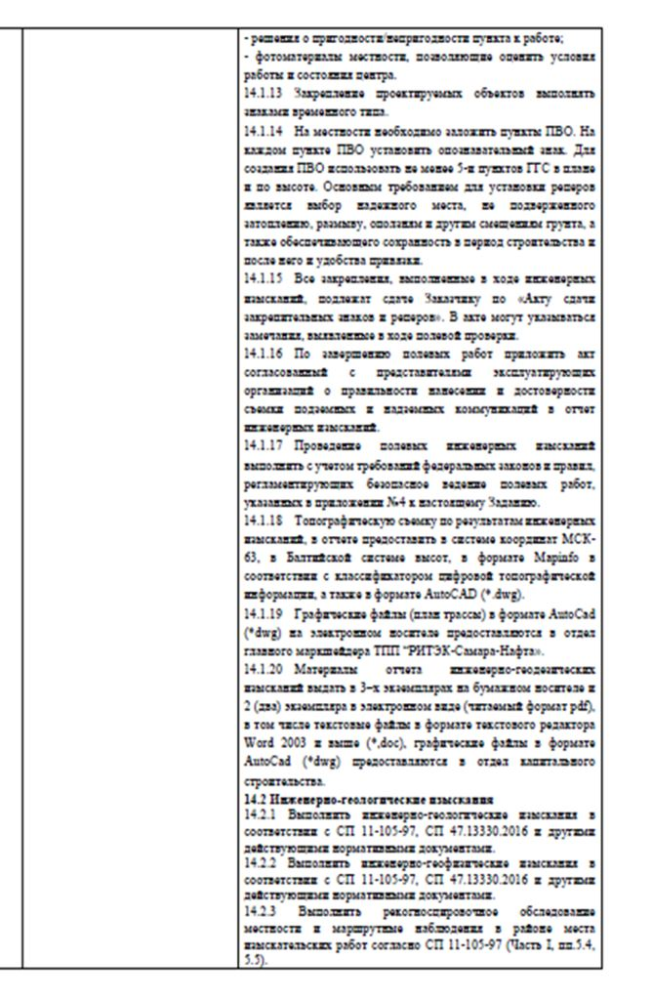 - решения о пригодности/непригодности пункта к работе;
- фотоматериалы местности, позволяющие оценить условия
работы и состояния центра.
14.1.13 Закрепление проектируемых объектов выполнять
знаками временного типа.
14.1.14 На местности необходимо заложить пункты ПВО. На
каждом пункте ПВО установить опознавательный знак. Для
создания ПВО использовать не менее 5-и пунктов ГГС в плане
и по высоте. Основным требованием для установки реперов
является выбор надежного места, не подверженного
затоплению, размыву, оползням и другим смещениям грунта, а
также обеспечивающего сохранность в период строительства и
после него и удобства привязки.
14.1.15 Все закрепления, выполненные в ходе инженерных
изысканий, подлежат сдаче Заказчику по «Акту сдачи
закрепительных знаков и реперов». В акте могут указываться
замечания, выявленные в ходе полевой проверки.
14.1.16 По завершению полевых работ приложить акт
согласованный с представителями эксплуатирующих
организаций о правильности нанесения и достоверности
съемки подземных и надземных коммуникаций в отчет
инженерных изысканий.
14.1.17 Проведение полевых инженерных изысканий
выполнить с учетом требований федеральных законов и правил,
регламентирующих безопасное ведение полевых работ,
указанных в приложении №4 к настоящему Заданию.
14.1.18 Топографическую съемку по результатам инженерных
изысканий, в отчете предоставить в системе координат МСК-
63, в Балтийской системе высот, в формате Mapinfo в
соответствии с классификатором цифровой топографической
информации, а также в формате AutoCAD (*.dwg).
14.1.19 Графические файлы (план трассы) в формате AutoCad
(*dwg) на электронном носителе предоставляются в отдел
главного маркшейдера ТПП "РИТЭК-Самара-Нафта».
14.1.20 Материалы отчета инженерно-геодезических
изысканий выдать в 3–х экземплярах на бумажном носителе и
2 (два) экземпляра в электронном виде (читаемый формат pdf),
в том числе текстовые файлы в формате текстового редактора
Word 2003 и выше (*,doc), графические файлы в формате
AutoCad (*dwg) предоставляются в отдел капитального
строительства.
14.2 Инженерно-геологические изыскания
14.2.1 Выполнить инженерно-геологические изыскания в
соответствии с СП 11-105-97, СП 47.13330.2016 и другими
действующими нормативными документами.
14.2.2 Выполнить инженерно-геофизические изыскания в
соответствии с СП 11-105-97, СП 47.13330.2016 и другими
действующими нормативными документами.
14.2.3 Выполнить рекогносцировочное обследование
местности и маршрутные наблюдения в районе места
изыскательских работ согласно СП 11-105-97 (Часть I, пп.5.4,
5.5).